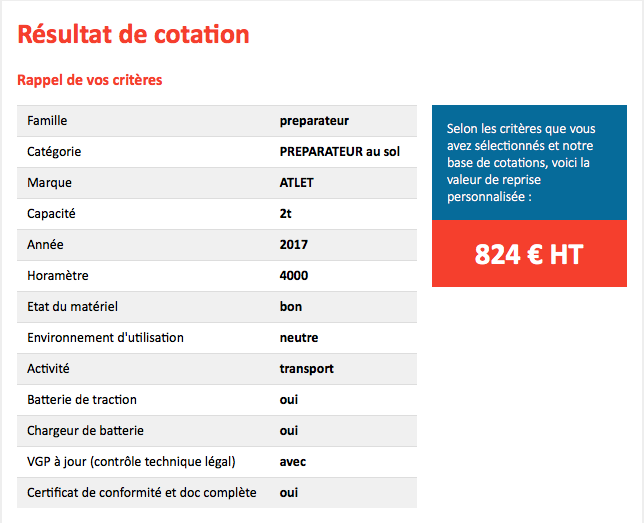 Résultat de cotation
Rappel de vos critères
Famille preparateur
Catégorie PREPARATEUR au sol
Marque ATLET
Capacité 2t
Année 2017
Horamètre 4000
Etat du matériel bon
Environnement d'utilisation neutre
Activité transport
Batterie de traction oui
Chargeur de batterie oui
VGP à jour (contrôle technique légal) avec
Certificat de conformité et doc complète oui
Selon les critères que vous
avez sélectionnés et notre
base de cotations, voici la
valeur de reprise
personnalisée :
824 € HT